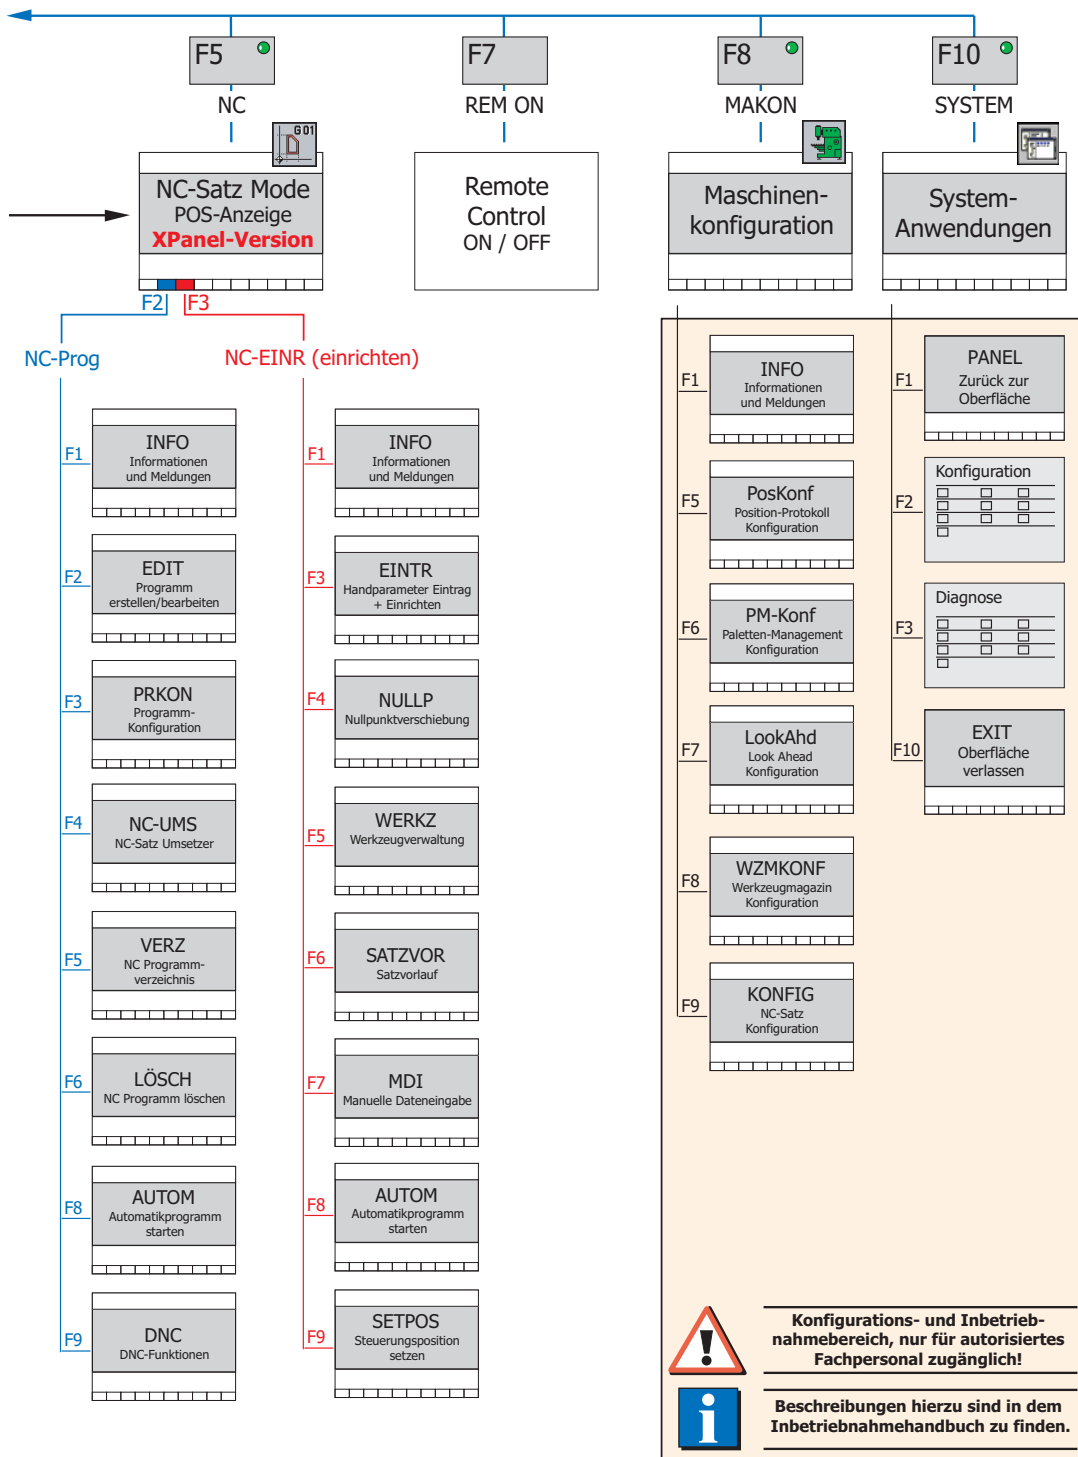 F5
NC
G01
NC-Satz Mode
POS-Anzeige
XPanel-Version
F2
F3
F7
REM ON
Remote
Control
ON / OFF
F8
MAKON
Maschinen-
konfiguration
F10
SYSTEM
System-
Anwendungen
NC-Prog
F1
INFO
Informationen
und Meldungen
F2
EDIT
Programm
erstellen/bearbeiten
F3
PRKON
Programm-
Konfiguration
F4
NC-UMS
NC-Satz Umsetzer
F5
VERZ
NC Programm-
verzeichnis
F6
LÖSCH
NC Programm löschen
F8
AUTOM
Automatikprogramm
starten
F9
DNC
DNC-Funktionen
NC-EINR (einrichten)
F1
INFO
Informationen
und Meldungen
F3
EINTR
Handparameter Eintrag
+ Einrichten
F4
NULLP
Nullpunktverschiebung
F5
WERKZ
Werkzeugverwaltung
F6
SATZVOR
Satzvorlauf
F7
MDI
Manuelle Dateneingabe
F8
AUTOM
Automatikprogramm
starten
F9
SETPOS
Steuerungsposition
setzen
F1
INFO
Informationen
und Meldungen
F5
PosKonf
Position-Protokoll
Konfiguration
F6
PM-Konf
Paletten-Management
Konfiguration
F7
LookAhd
Look Ahead
Konfiguration
F8
WZMKONF
Werkzeugmagazin
Konfiguration
F9
KONFIG
NC-Satz
Konfiguration
F1
PANEL
Zurück zur
Oberfläche
F2
Konfiguration
F3
Diagnose
F10
EXIT
Oberfläche
verlassen
Konfigurations- und Inbetrieb-
nahmebereich, nur für autorisiertes
Fachpersonal zugänglich!
i
Beschreibungen hierzu sind in dem
Inbetriebnahmehandbuch zu finden.